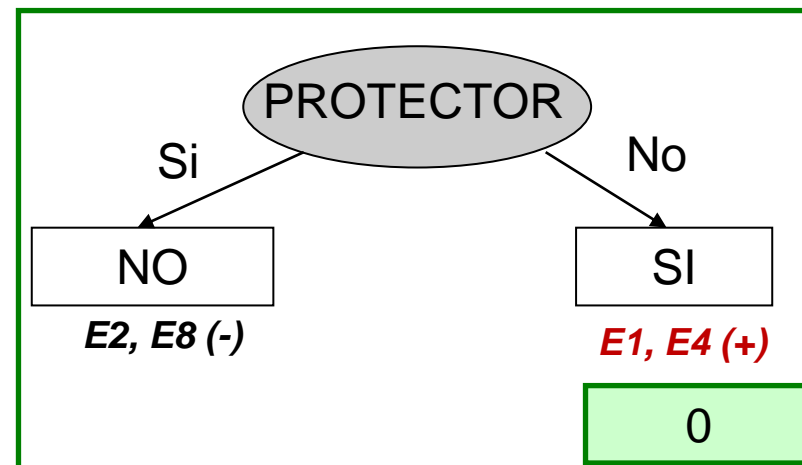 PROTECTOR
Si
No
NO
SI
E2, E8 (-)
E1, E4 (+)
0